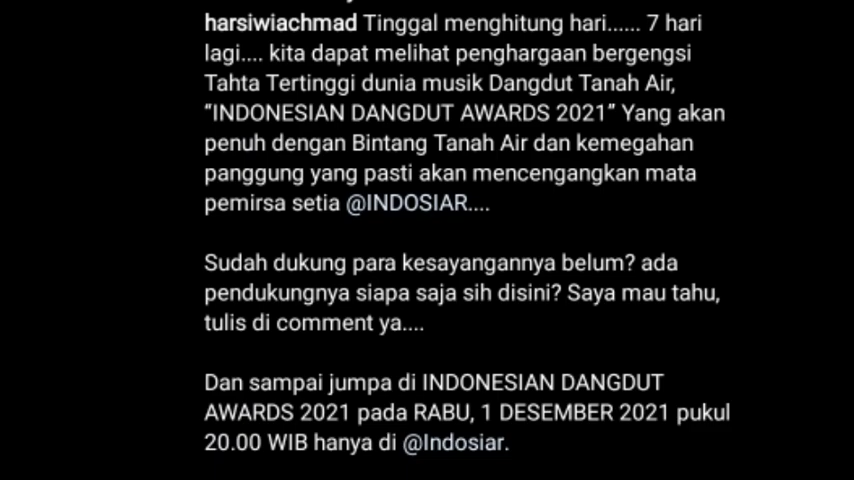 harsiwiachmad Tinggal menghitung hari...... 7 hari
lagi.... kita dapat melihat penghargaan bergengsi
Tahta Tertinggi dunia musik Dangdut Tanah Air,
“INDONESIAN DANGDUT AWARDS 2021” Yang akan
penuh dengan Bintang Tanah Air dan kemegahan
panggung yang pasti akan mencengangkan mata
pemirsa setia @INDOSIAR....
Sudah dukung para kesayangannya belum? ada
pendukungnya siapa saja sih disini? Saya mau tahu,
tulis di comment ya....
Dan sampai jumpa di INDONESIAN DANGDUT
AWARDS 2021 pada RABU, 1 DESEMBER 2021 pukul
20.00 WIB hanya di @Indosiar.